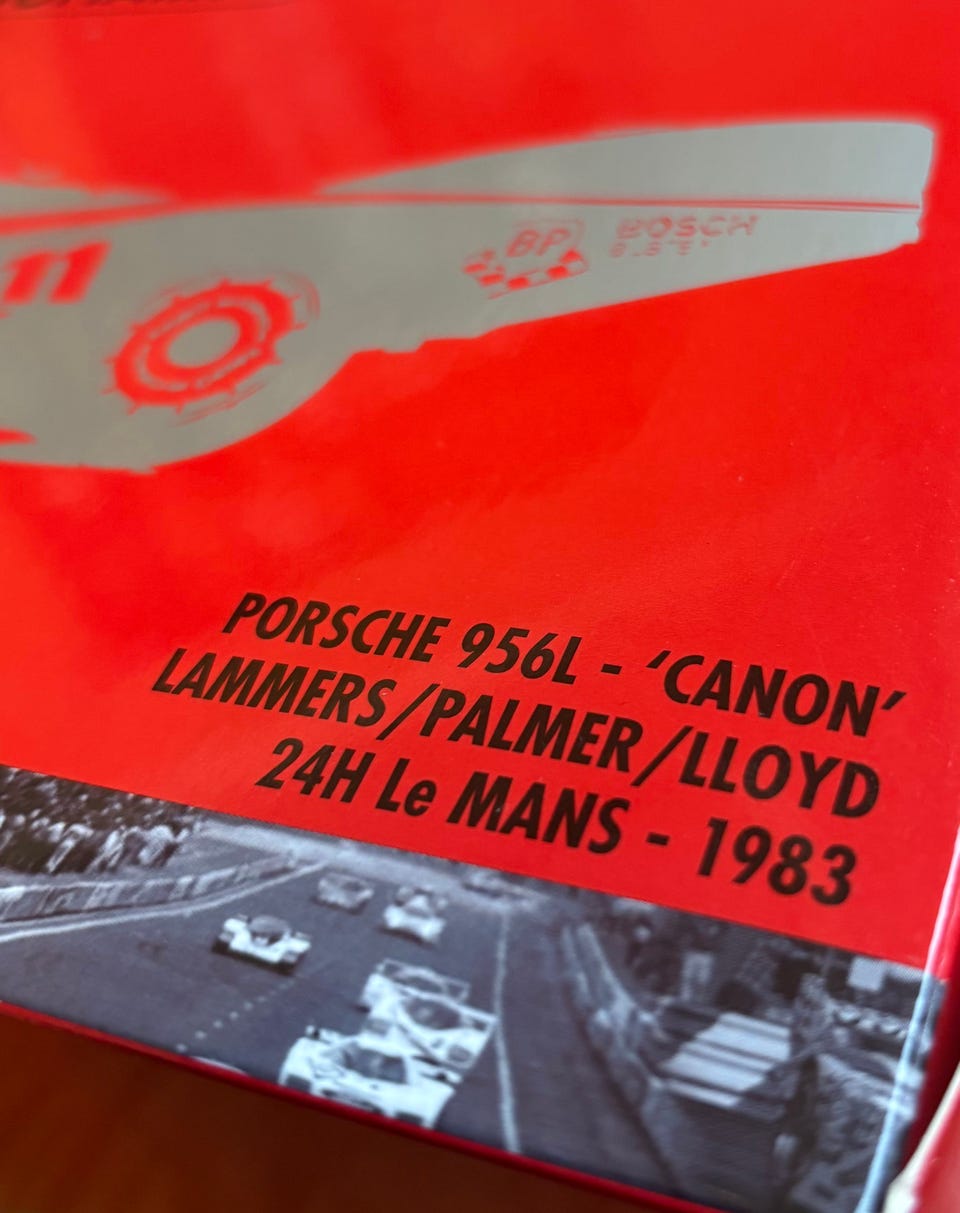 BP BOSCH
PORSCHE 956L - ‘CANON’
LAMMERS/PALMER/LLOYD
24H Le MANS - 1983